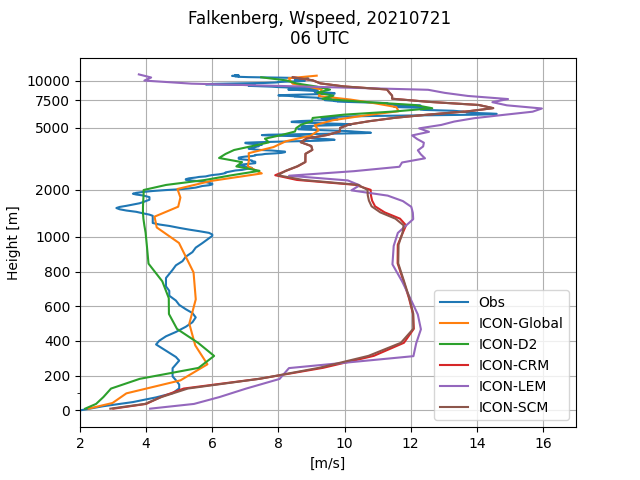 Falkenberg, Wspeed, 20210721
06 UTC
Height [m]
10000
7500
5000
2000
1000
800
600
400
200
0
2 4 6 8 10 12 14 16
[m/s]
Obs
ICON-Global
ICON-D2
ICON-CRM
ICON-LEM
ICON-SCM